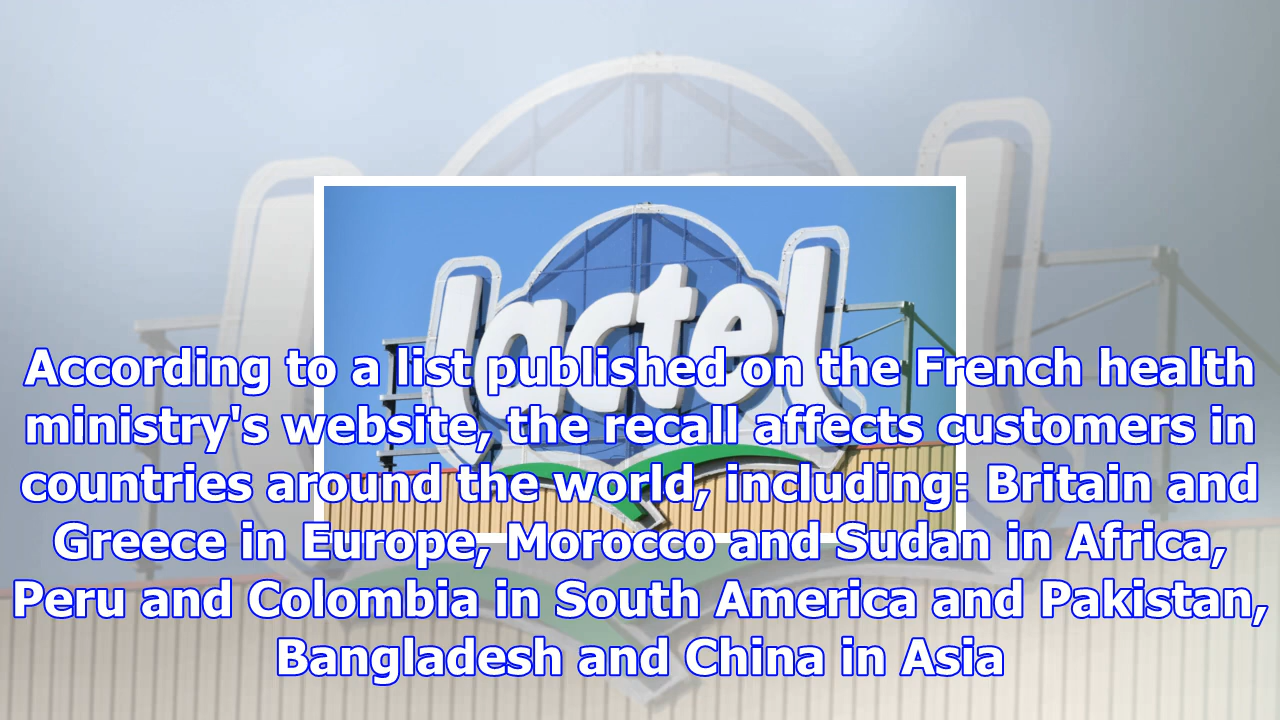 lactel
According to a list published on the French health
ministry's website, the recall affects customers in
countries around the world, including: Britain and
Greece in Europe, Morocco and Sudan in Africa,
Peru and Colombia in South America and Pakistan,
Bangladesh and China in Asia